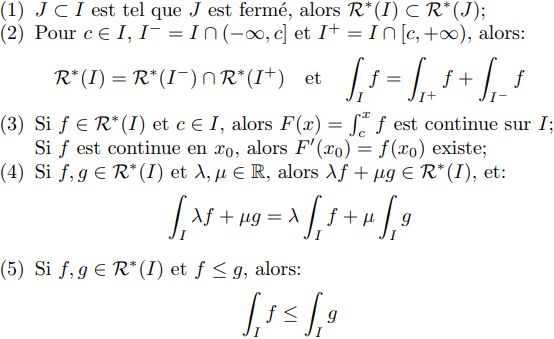 (1) J ⊂ I est tel que J est fermé, alors ℛ*(I) ⊂ ℛ*(J);
(2) Pour c ∈ I, I⁻ = I ∩ (−∞, c] et I⁺ = I ∩ [c, +∞), alors:
ℛ*(I) = ℛ*(I⁻) ∩ ℛ*(I⁺) et ∫_I f = ∫_{I⁺} f + ∫_{I⁻} f
(3) Si f ∈ ℛ*(I) et c ∈ I, alors F(x) = ∫_c^x f est continue sur I;
Si f est continue en x₀, alors F′(x₀) = f(x₀) existe;
(4) Si f, g ∈ ℛ*(I) et λ, μ ∈ ℝ, alors λf + μg ∈ ℛ*(I), et:
∫_I λf + μg = λ ∫_I f + μ ∫_I g
(5) Si f, g ∈ ℛ*(I) et f ≤ g, alors:
∫_I f ≤ ∫_I g